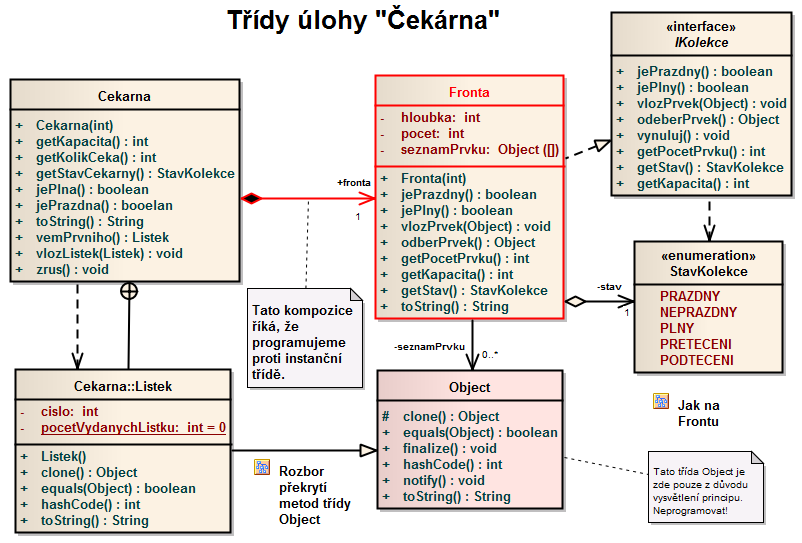 Třídy úlohy "Čekárna"
Cekarna
+ Cekarna(int)
+ getKapacita() : int
+ getKolikCeka() : int
+ getStavCekarny() : StavKolekce
+ jePlna() : boolean
+ jePrazdna() : booelan
+ toString() : String
+ vemPrvniho() : Listek
+ vlozListek(Listek) : void
+ zrus() : void
+fronta
1
Fronta
- hloubka: int
- pocet: int
- seznamPrvku: Object ([])
+ Fronta(int)
+ jePrazdny() : boolean
+ jePlny() : boolean
+ vlozPrvek(Object) : void
+ odberPrvek() : Object
+ getPocetPrvku() : int
+ getKapacita() : int
+ getStav() : StavKolekce
+ toString() : String
«interface»
IKolekce
+ jePrazdny() : boolean
+ jePlny() : boolean
+ vlozPrvek(Object) : void
+ odeberPrvek() : Object
+ vynuluj() : void
+ getPocetPrvku() : int
+ getStav() : StavKolekce
+ getKapacita() : int
-stav
1
«enumeration»
StavKolekce
PRAZDNY
NEPRAZDNY
PLNY
PRETECENI
PODTECENI
Tato kompozice
říká, že
programujeme
proti instanční
třídě.
-seznamPrvku
0..*
Cekarna::Listek
- cislo: int
- pocetVydanychListku: int = 0
+ Listek()
+ clone() : Object
+ equals(Object) : boolean
+ hashCode() : int
+ toString() : String
Rozbor
překrytí
metod třídy
Object
Object
# clone() : Object
+ equals(Object) : boolean
+ finalize() : void
+ hashCode() : int
+ notify() : void
+ toString() : String
Jak na
Frontu
Tato třída Object je
zde pouze z důvodu
vysvětlení principu.
Neprogramovat!